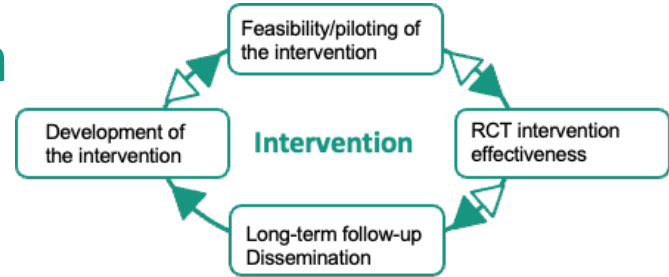 Feasibility/piloting of
the intervention
Development of
the intervention
Intervention
RCT intervention
effectiveness
Long-term follow-up
Dissemination